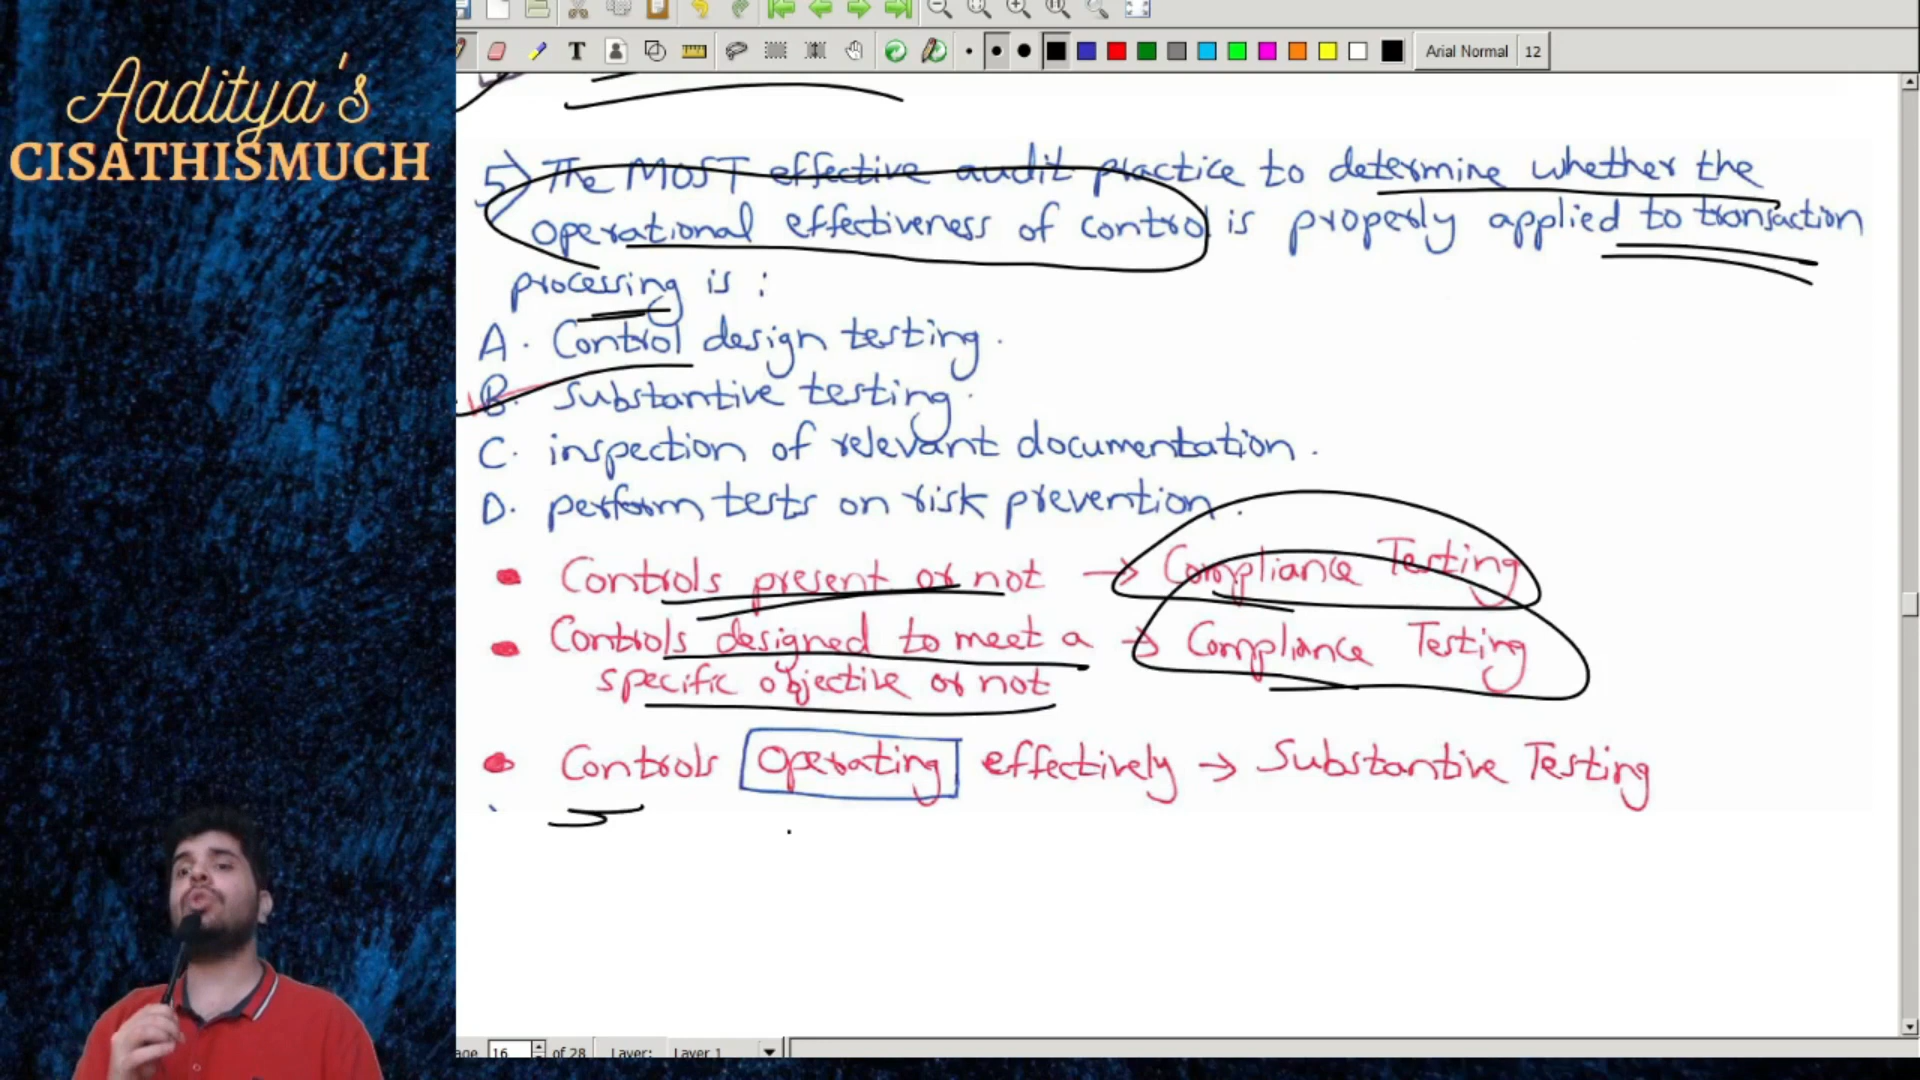 Aaditya's
CISATHISMUCH
Arial Normal 12
5) The MOST effective audit practice to determine whether the
operational effectiveness of control is properly applied to transaction
processing is :
A. Control design testing.
B. Substantive testing.
C. inspection of relevant documentation.
D. perform tests on risk prevention.
• Controls present or not → Compliance Testing
• Controls designed to meet a → Compliance Testing
specific objective or not
• Controls Operating effectively → Substantive Testing
age 16 of 28 Layer: Layer 1